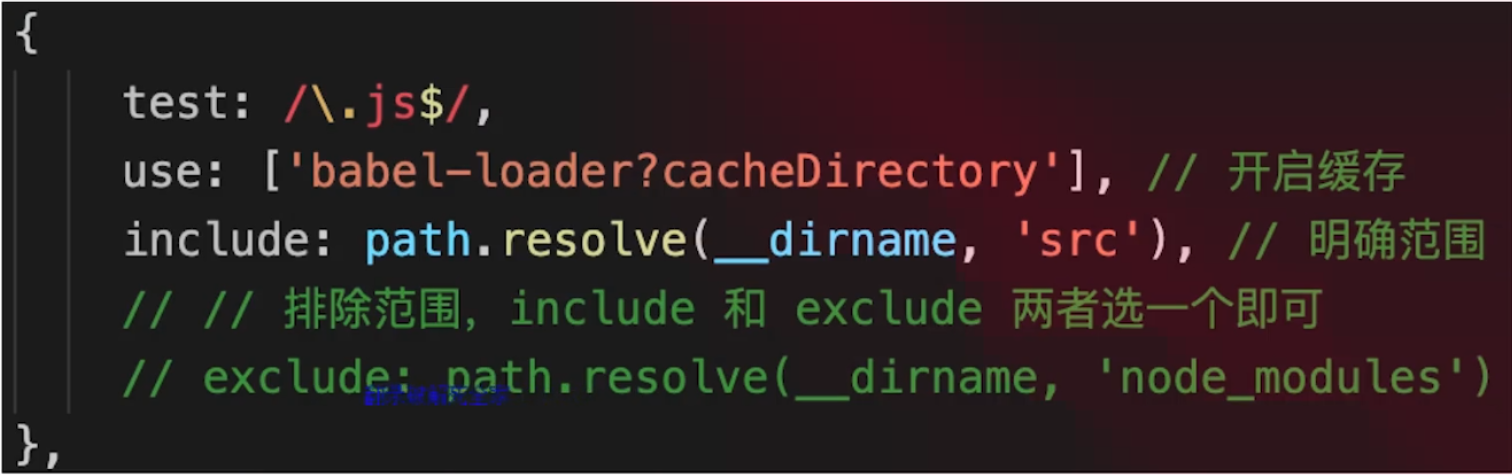 {
test: /\.js$/,
use: ['babel-loader?cacheDirectory'], // 开启缓存
include: path.resolve(__dirname, 'src'), // 明确范围
// // 排除范围，include 和 exclude 两者选一个即可
// exclude: path.resolve(__dirname, 'node_modules')
},